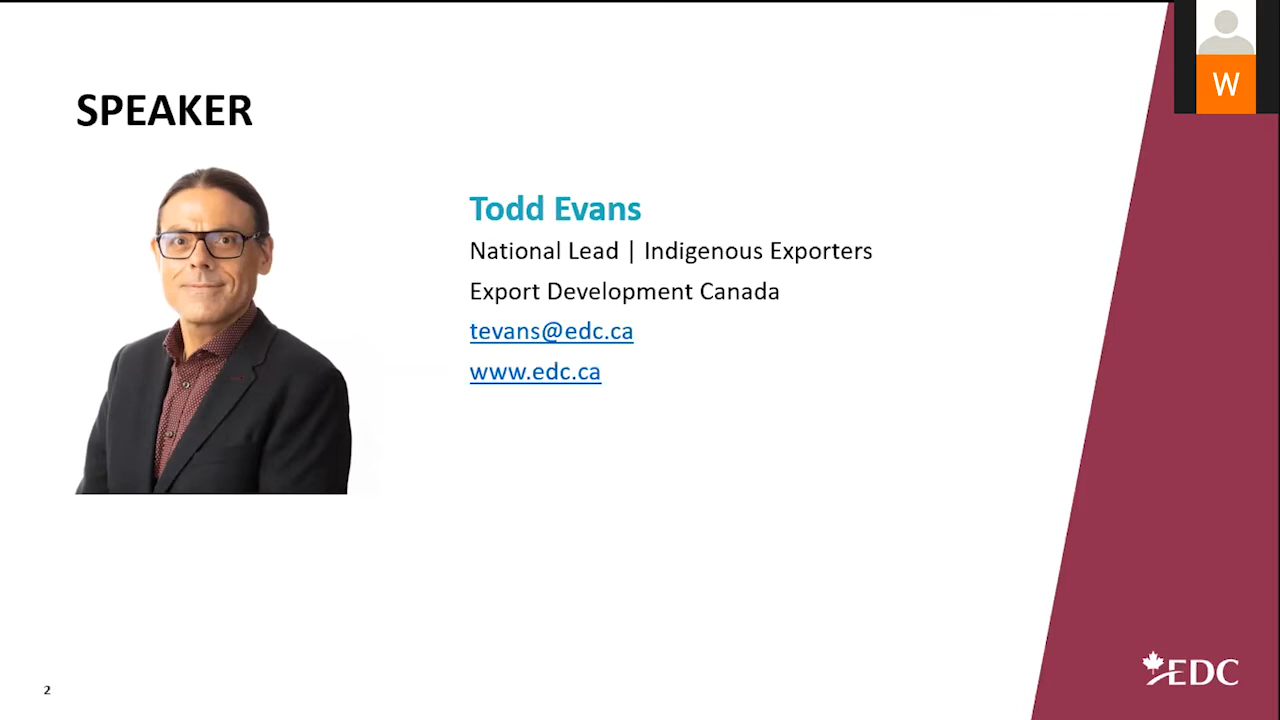 SPEAKER
W
Todd Evans
National Lead | Indigenous Exporters
Export Development Canada
tevans@edc.ca
www.edc.ca
EDC
2